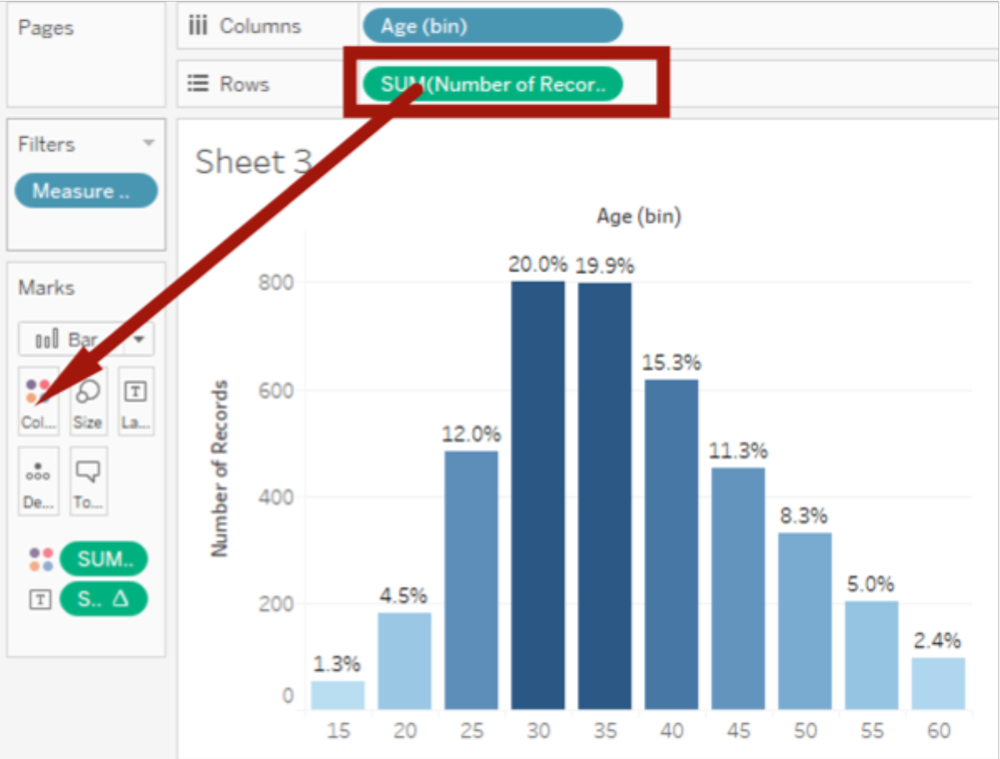 Pages
Columns
Age (bin)
Rows
SUM(Number of Recor..
Filters
Measure ..
Marks
Bar
Col...
Size
La...
De...
To...
SUM..
S.. Δ
Sheet 3
Age (bin)
Number of Records
800
600
400
200
0
20.0% 19.9%
15.3%
12.0%
11.3%
8.3%
4.5%
5.0%
2.4%
1.3%
15 20 25 30 35 40 45 50 55 60